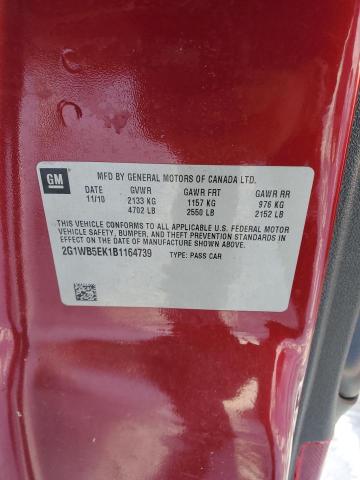 GM
MFD BY GENERAL MOTORS OF CANADA LTD.
DATE GVWR GAWR FRT GAWR RR
11/10 2133 KG 1157 KG 976 KG
4702 LB 2550 LB 2152 LB
THIS VEHICLE CONFORMS TO ALL APPLICABLE U.S. FEDERAL MOTOR
VEHICLE SAFETY, BUMPER, AND THEFT PREVENTION STANDARDS
IN EFFECT ON THE DATE OF MANUFACTURE SHOWN ABOVE.
2G1WB5EK1B1164739 TYPE: PASS CAR